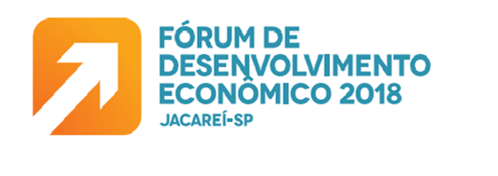 FÓRUM DE
DESENVOLVIMENTO
ECONÔMICO 2018
JACAREÍ-SP